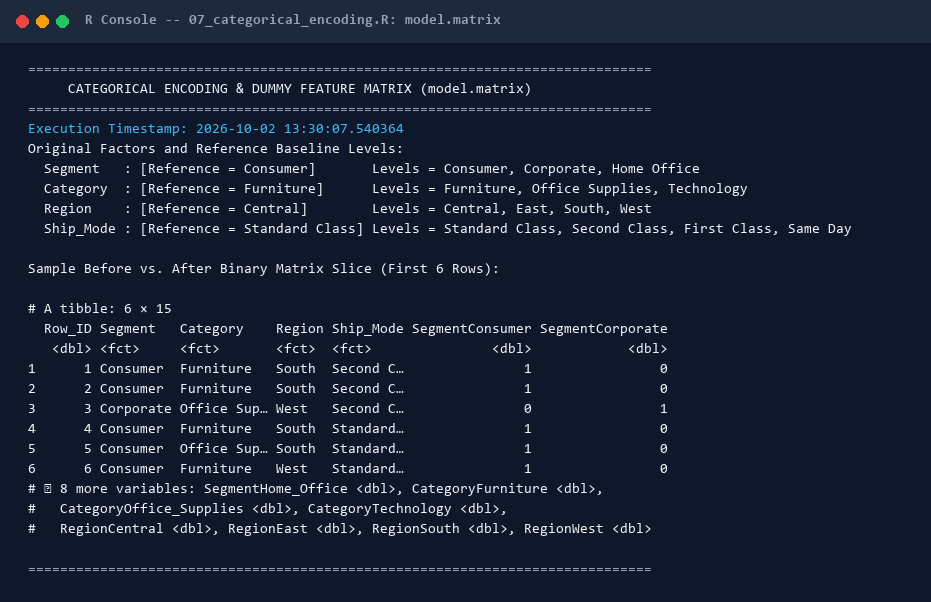 R Console -- 07_categorical_encoding.R: model.matrix
==============================================================================
CATEGORICAL ENCODING & DUMMY FEATURE MATRIX (model.matrix)
==============================================================================
Execution Timestamp: 2026-10-02 13:30:07.540364
Original Factors and Reference Baseline Levels:
  Segment   : [Reference = Consumer]       Levels = Consumer, Corporate, Home Office
  Category  : [Reference = Furniture]      Levels = Furniture, Office Supplies, Technology
  Region    : [Reference = Central]        Levels = Central, East, South, West
  Ship_Mode : [Reference = Standard Class] Levels = Standard Class, Second Class, First Class, Same Day
Sample Before vs. After Binary Matrix Slice (First 6 Rows):
# A tibble: 6 × 15
  Row_ID Segment   Category    Region Ship_Mode SegmentConsumer SegmentCorporate
   <dbl> <fct>     <fct>       <fct>  <fct>               <dbl>            <dbl>
1      1 Consumer  Furniture   South  Second C…               1                0
2      2 Consumer  Furniture   South  Second C…               1                0
3      3 Corporate Office Sup… West   Second C…               0                1
4      4 Consumer  Furniture   South  Standard…               1                0
5      5 Consumer  Office Sup… South  Standard…               1                0
6      6 Consumer  Furniture   West   Standard…               1                0
# 8 more variables: SegmentHome_Office <dbl>, CategoryFurniture <dbl>,
#   CategoryOffice_Supplies <dbl>, CategoryTechnology <dbl>,
#   RegionCentral <dbl>, RegionEast <dbl>, RegionSouth <dbl>, RegionWest <dbl>
==============================================================================